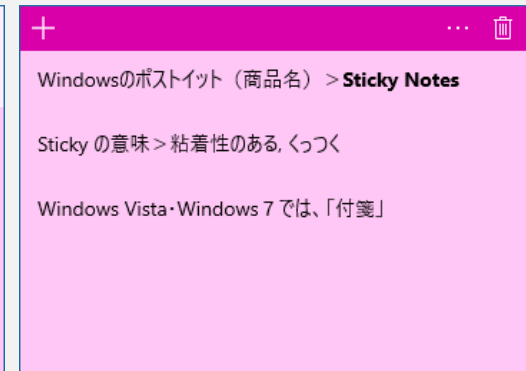 Windowsのポストイット（商品名）＞Sticky Notes
Sticky の意味＞粘着性のある, くっつく
Windows Vista･Windows 7 では、｢付箋」